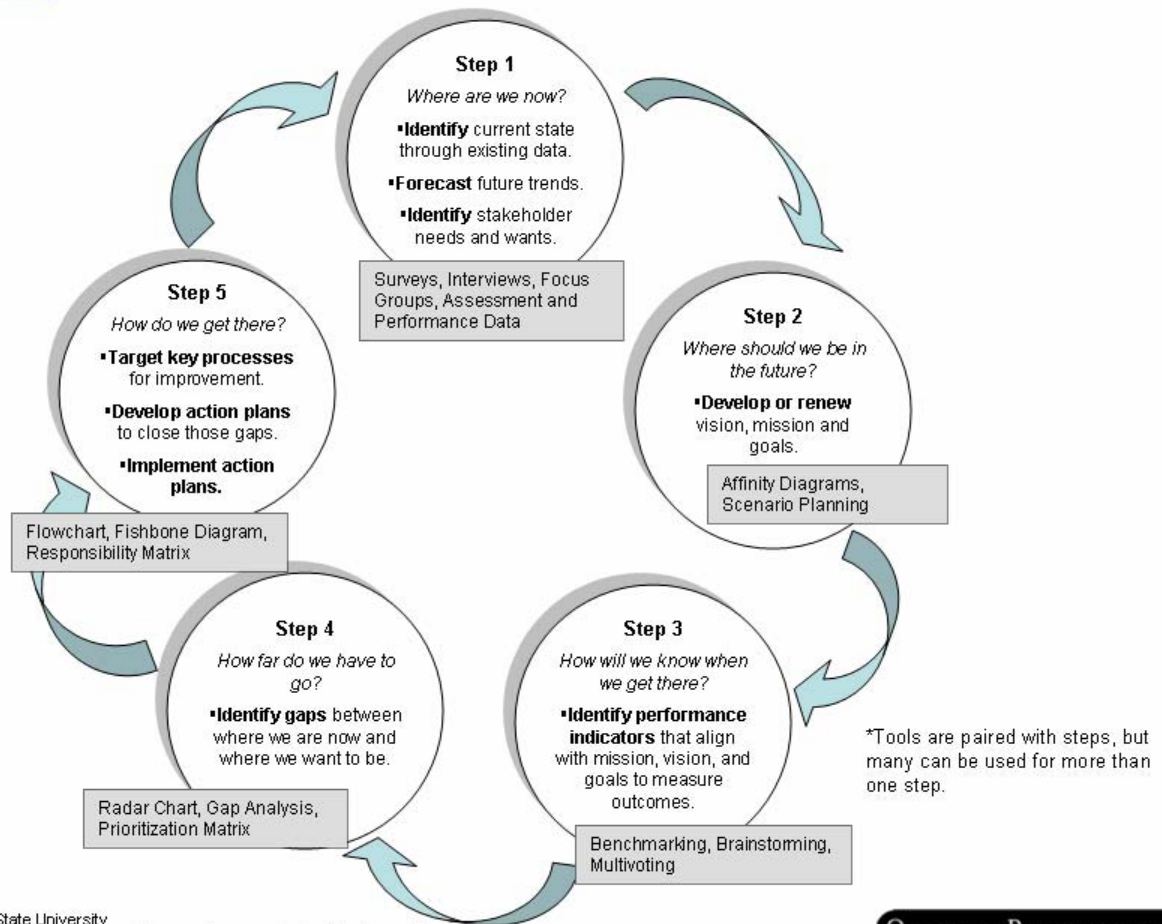 Step 1
Where are we now?
▪Identify current state
through existing data.
▪Forecast future trends.
▪Identify stakeholder
needs and wants.
Surveys, Interviews, Focus
Groups, Assessment and
Performance Data
Step 2
Where should we be in
the future?
▪Develop or renew
vision, mission and
goals.
Affinity Diagrams,
Scenario Planning
Step 3
How will we know when
we get there?
▪Identify performance
indicators that align
with mission, vision, and
goals to measure
outcomes.
Benchmarking, Brainstorming,
Multivoting
Step 4
How far do we have to
go?
▪Identify gaps between
where we are now and
where we want to be.
Radar Chart, Gap Analysis,
Prioritization Matrix
Step 5
How do we get there?
▪Target key processes
for improvement.
▪Develop action plans
to close those gaps.
▪Implement action
plans.
Flowchart, Fishbone Diagram,
Responsibility Matrix
*Tools are paired with steps, but
many can be used for more than
one step.
State University